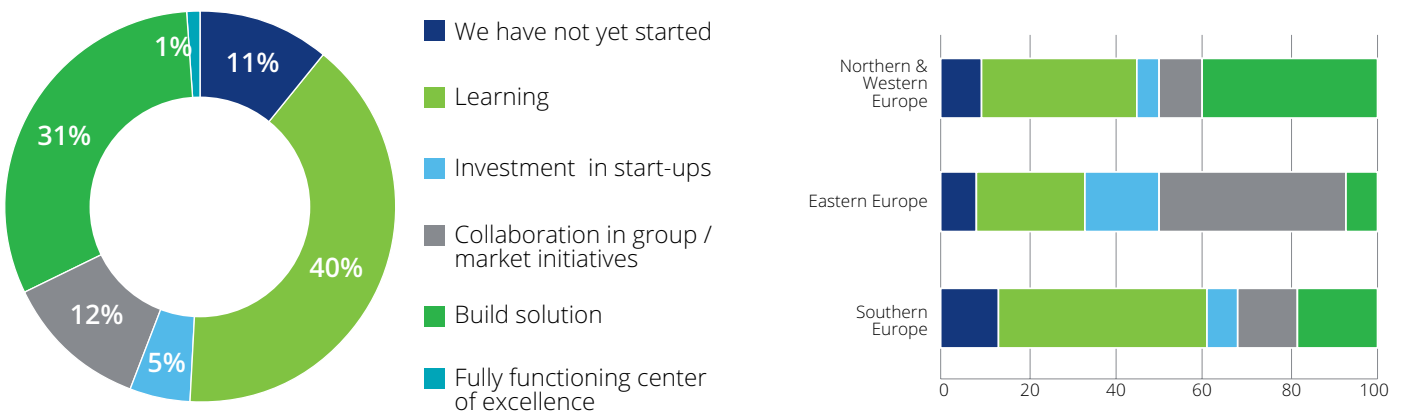 1%
11%
31%
40%
12%
5%
We have not yet started
Learning
Investment  in start-ups
Collaboration in group /
market initiatives
Build solution
Fully functioning center
of excellence
Northern &
Western
Europe
Eastern Europe
Southern
Europe
0 20 40 60 80 100